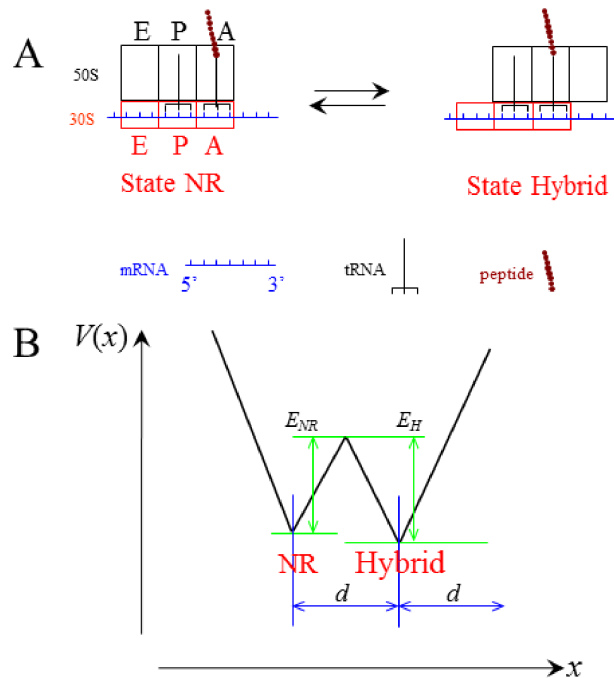 A
E P A
50S
30S
E P A
State NR
State Hybrid
mRNA
5’ 3’
tRNA
peptide
B
V(x)
E_NR
E_H
NR
Hybrid
d
d
x